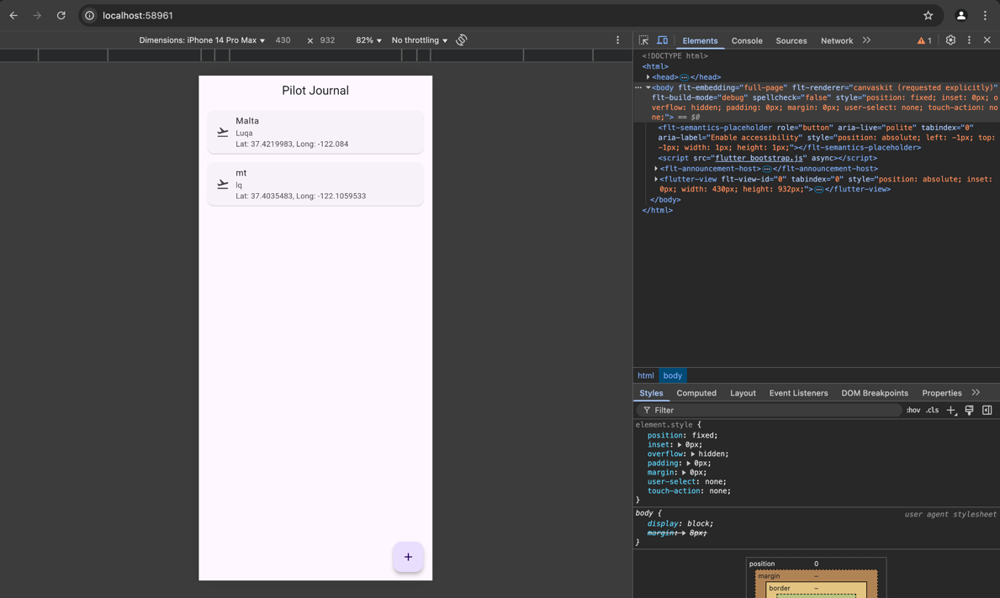 localhost:58961
Dimensions: iPhone 14 Pro Max 430 × 932 82% No throttling
Pilot Journal
Malta
Luqa
Lat: 37.4219983, Long: -122.084
mt
lq
Lat: 37.4035483, Long: -122.1059533
+
Elements Console Sources Network 1
<!DOCTYPE html>
<html>
<head> </head>
<body flt-embedding="full-page" flt-renderer="canvaskit (requested explicitly)"
flt-build-mode="debug" spellcheck="false" style="position: fixed; inset: 0px; o
verflow: hidden; padding: 0px; margin: 0px; user-select: none; touch-action: no
ne;"> == $0
<flt-semantics-placeholder role="button" aria-live="polite" tabindex="0"
aria-label="Enable accessibility" style="position: absolute; left: -1px; top:
-1px; width: 1px; height: 1px;"></flt-semantics-placeholder>
<script src="flutter_bootstrap.js" async></script>
<flt-announcement-host> </flt-announcement-host>
<flutter-view flt-view-id="0" tabindex="0" style="position: absolute; inset:
0px; width: 430px; height: 932px;"> </flutter-view>
</body>
</html>
html body
Styles Computed Layout Event Listeners DOM Breakpoints Properties
Filter :hov .cls
element.style {
position: fixed;
inset: 0px;
overflow: hidden;
padding: 0px;
margin: 0px;
user-select: none;
touch-action: none;
}
body { user agent stylesheet
display: block;
margin: 8px;
}
position 0
margin –
border –